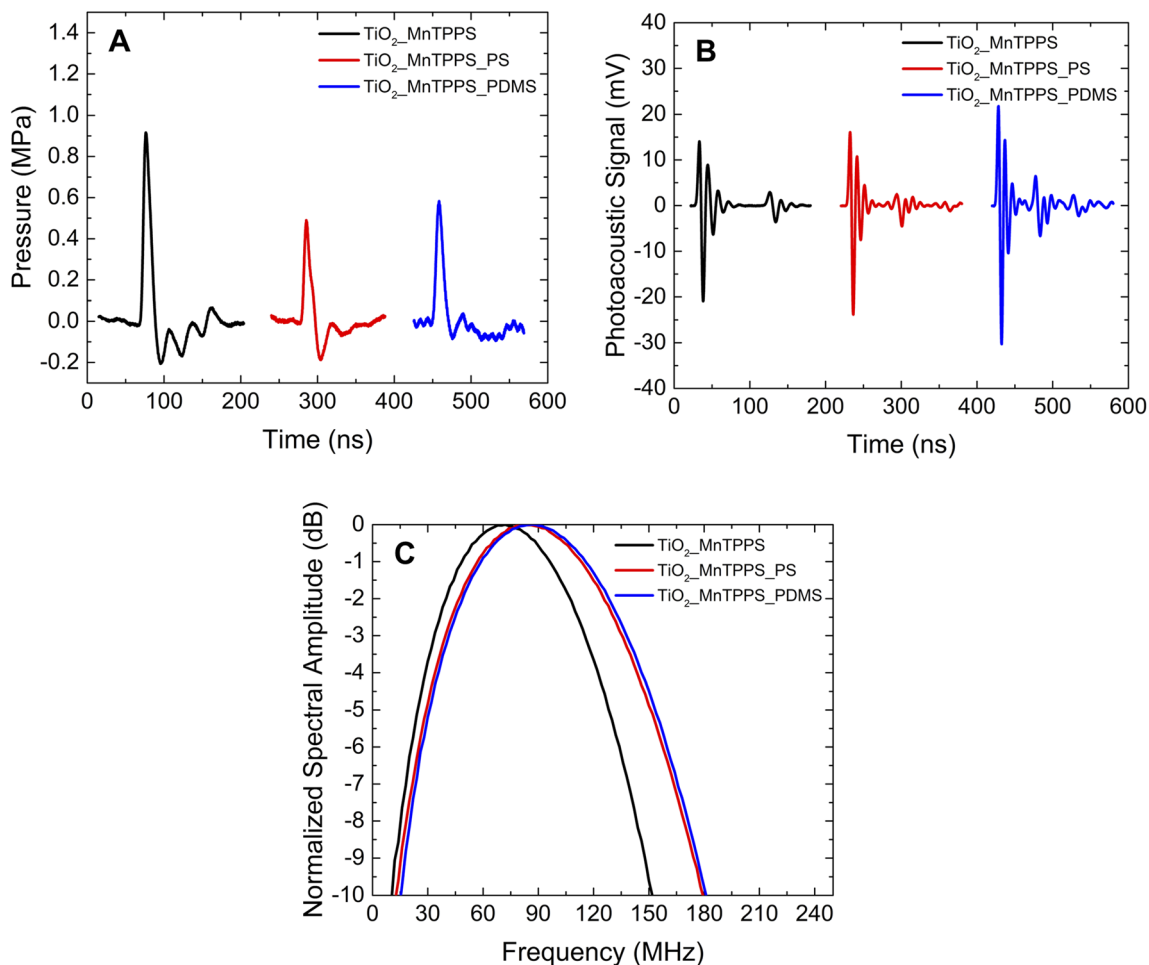 A
TiO2_MnTPPS
TiO2_MnTPPS_PS
TiO2_MnTPPS_PDMS
1.4
1.2
1.0
0.8
0.6
0.4
0.2
0.0
-0.2
Pressure (MPa)
0 100 200 300 400 500 600
Time (ns)
B
TiO2_MnTPPS
TiO2_MnTPPS_PS
TiO2_MnTPPS_PDMS
40
30
20
10
0
-10
-20
-30
-40
Photoacoustic Signal (mV)
0 100 200 300 400 500 600
Time (ns)
C
TiO2_MnTPPS
TiO2_MnTPPS_PS
TiO2_MnTPPS_PDMS
0
-1
-2
-3
-4
-5
-6
-7
-8
-9
-10
Normalized Spectral Amplitude (dB)
0 30 60 90 120 150 180 210 240
Frequency (MHz)